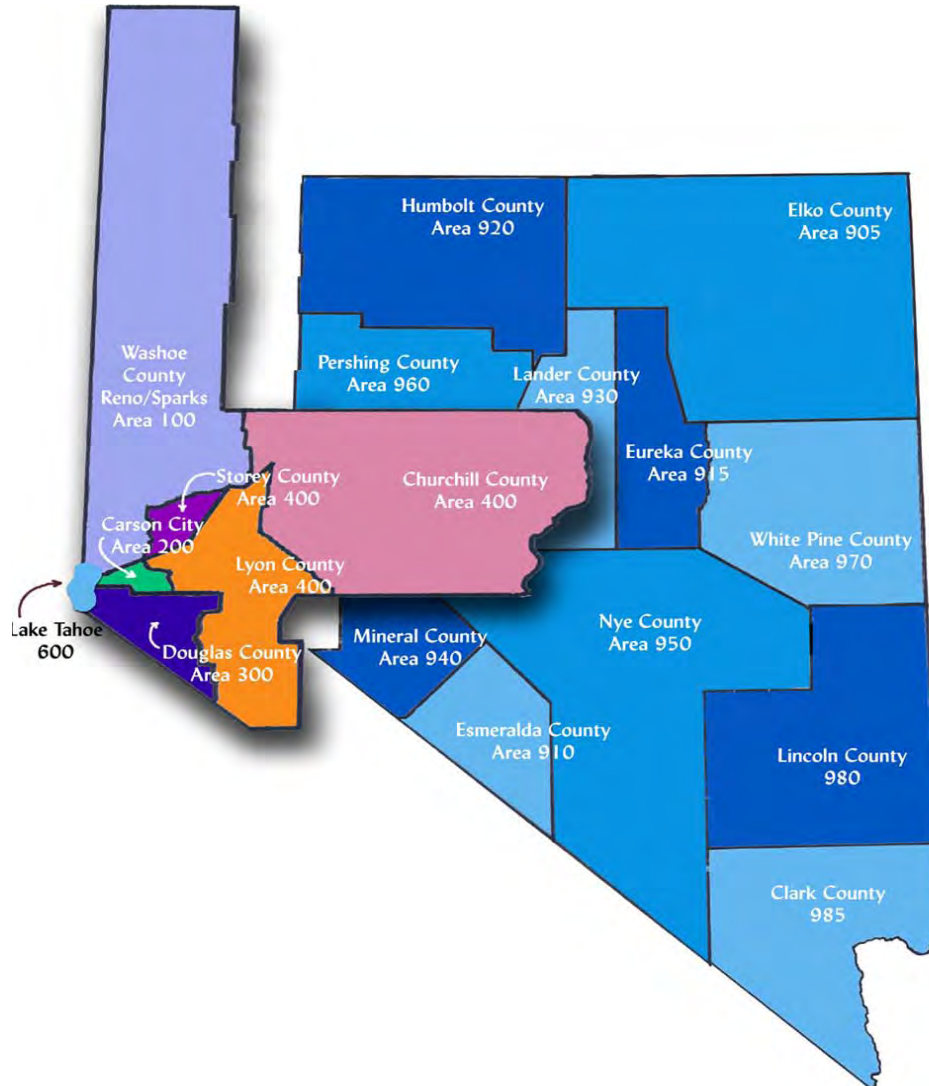 Humbolt County
Area 920
Elko County
Area 905
Washoe
County
Reno/Sparks
Area 100
Pershing County
Area 960
Lander County
Area 930
Eureka County
Area 915
Storey County
Area 400
Churchill County
Area 400
Carson City
Area 200
White Pine County
Area 970
Lyon County
Area 400
Lake Tahoe
600
Douglas County
Area 300
Mineral County
Area 940
Nye County
Area 950
Esmeralda County
Area 910
Lincoln County
980
Clark County
985